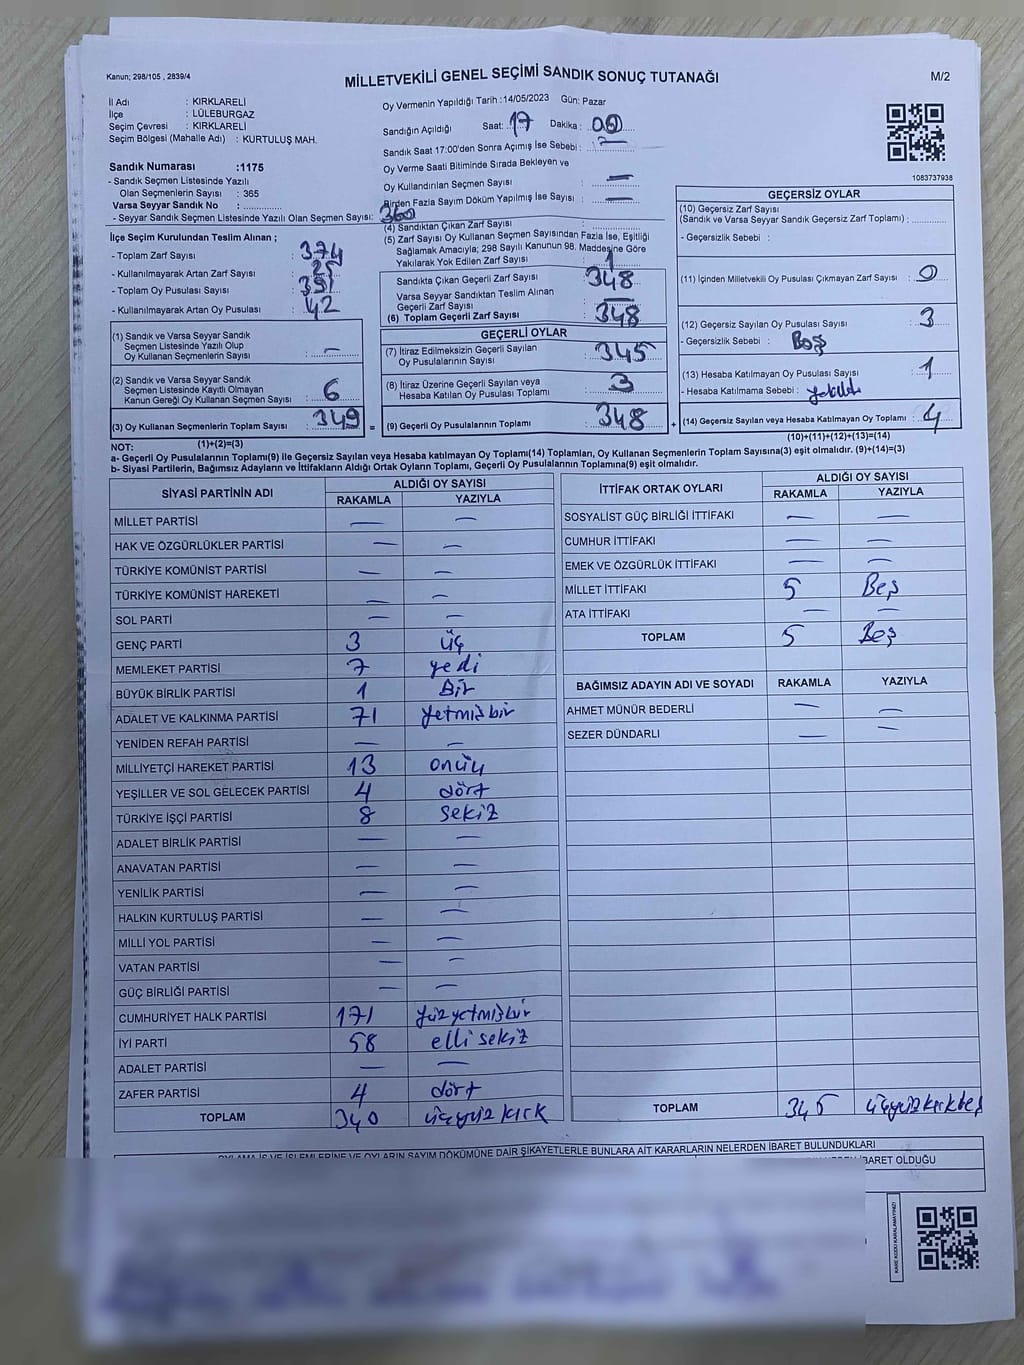 Kanun; 298/105 , 2839/4
MİLLETVEKİLİ GENEL SEÇİMİ SANDIK SONUÇ TUTANAĞI
M/2
İl Adı : KIRKLARELİ
İlçe : LÜLEBURGAZ
Seçim Çevresi : KIRKLARELİ
Seçim Bölgesi (Mahalle Adı) : KURTULUŞ MAH.
Sandık Numarası :1175
- Sandık Seçmen Listesinde Yazılı
Olan Seçmenlerin Sayısı : 365
Varsa Seyyar Sandık No :
- Seyyar Sandık Seçmen Listesinde Yazılı Olan Seçmen Sayısı:
Oy Vermenin Yapıldığı Tarih :14/05/2023 Gün: Pazar
Sandığın Açıldığı Saat: 17 Dakika : 00
Sandık Saat 17:00'den Sonra Açımış İse Sebebi : —
Oy Verme Saati Bitiminde Sırada Bekleyen ve
Oy Kullandırılan Seçmen Sayısı : —
Birden Fazla Sayım Döküm Yapılmış İse Sayısı : —
1083737938
İlçe Seçim Kurulundan Teslim Alınan ;
- Toplam Zarf Sayısı : 374
- Kullanılmayarak Artan Zarf Sayısı : 25
- Toplam Oy Pusulası Sayısı : 391
- Kullanılmayarak Artan Oy Pusulası : 42
(1) Sandık ve Varsa Seyyar Sandık
Seçmen Listesinde Yazılı Olup
Oy Kullanan Seçmenlerin Sayısı : —
(2) Sandık ve Varsa Seyyar Sandık
Seçmen Listesinde Kayıtlı Olmayan
Kanun Gereği Oy Kullanan Seçmen Sayısı : 6
(3) Oy Kullanan Seçmenlerin Toplam Sayısı : 349 =
(1)+(2)=(3)
(4) Sandıktan Çıkan Zarf Sayısı :
(5) Zarf Sayısı Oy Kullanan Seçmen Sayısından Fazla İse, Eşitliği
Sağlamak Amacıyla; 298 Sayılı Kanunun 98. Maddesine Göre
Yakılarak Yok Edilen Zarf Sayısı : 1
Sandıkta Çıkan Geçerli Zarf Sayısı : 348
Varsa Seyyar Sandıktan Teslim Alınan
Geçerli Zarf Sayısı : —
(6) Toplam Geçerli Zarf Sayısı : 348
GEÇERLİ OYLAR
(7) İtiraz Edilmeksizin Geçerli Sayılan
Oy Pusulalarının Sayısı : 345
(8) İtiraz Üzerine Geçerli Sayılan veya
Hesaba Katılan Oy Pusulası Toplamı : 3
(9) Geçerli Oy Pusulalarının Toplamı : 348 +
GEÇERSİZ OYLAR
(10) Geçersiz Zarf Sayısı
(Sandık ve Varsa Seyyar Sandık Geçersiz Zarf Toplamı) :
- Geçersizlik Sebebi :
(11) İçinden Milletvekili Oy Pusulası Çıkmayan Zarf Sayısı : 0
(12) Geçersiz Sayılan Oy Pusulası Sayısı : 3
- Geçersizlik Sebebi : Boş
(13) Hesaba Katılmayan Oy Pusulası Sayısı : 1
- Hesaba Katılmama Sebebi :
(14) Geçersiz Sayılan veya Hesaba Katılmayan Oy Toplamı : 4
(10)+(11)+(12)+(13)=(14)
NOT:
a- Geçerli Oy Pusulalarının Toplamı(9) ile Geçersiz Sayılan veya Hesaba katılmayan Oy Toplamı(14) Toplamları, Oy Kullanan Seçmenlerin Toplam Sayısına(3) eşit olmalıdır. (9)+(14)=(3)
b- Siyasi Partilerin, Bağımsız Adayların ve İttifakların Aldığı Ortak Oyların Toplamı, Geçerli Oy Pusulalarının Toplamına(9) eşit olmalıdır.
SİYASİ PARTİNİN ADI ALDIĞI OY SAYISI
RAKAMLA YAZIYLA
MİLLET PARTİSİ — —
HAK VE ÖZGÜRLÜKLER PARTİSİ — —
TÜRKİYE KOMÜNİST PARTİSİ — —
TÜRKİYE KOMÜNİST HAREKETİ — —
SOL PARTİ — —
GENÇ PARTİ 3 üç
MEMLEKET PARTİSİ 7 yedi
BÜYÜK BİRLİK PARTİSİ 1 Bir
ADALET VE KALKINMA PARTİSİ 71 yetmişbir
YENİDEN REFAH PARTİSİ — —
MİLLİYETÇİ HAREKET PARTİSİ 13 onüç
YEŞİLLER VE SOL GELECEK PARTİSİ 4 dört
TÜRKİYE İŞÇİ PARTİSİ 8 sekiz
ADALET BİRLİK PARTİSİ — —
ANAVATAN PARTİSİ — —
YENİLİK PARTİSİ — —
HALKIN KURTULUŞ PARTİSİ — —
MİLLİ YOL PARTİSİ — —
VATAN PARTİSİ — —
GÜÇ BİRLİĞİ PARTİSİ — —
CUMHURİYET HALK PARTİSİ 171 yüzyetmişbir
İYİ PARTİ 58 elli sekiz
ADALET PARTİSİ — —
ZAFER PARTİSİ 4 dört
TOPLAM 340 üçyüz kırk
İTTİFAK ORTAK OYLARI ALDIĞI OY SAYISI
RAKAMLA YAZIYLA
SOSYALİST GÜÇ BİRLİĞİ İTTİFAKI — —
CUMHUR İTTİFAKI — —
EMEK VE ÖZGÜRLÜK İTTİFAKI — —
MİLLET İTTİFAKI 5 Beş
ATA İTTİFAKI — —
TOPLAM 5 Beş
BAĞIMSIZ ADAYIN ADI VE SOYADI RAKAMLA YAZIYLA
AHMET MÜNÜR BEDERLİ — —
SEZER DÜNDARLI — —
TOPLAM 345 üçyüzkırkbeş
OYLAMA İŞ VE İŞLEMLERİNE VE OYLARIN SAYIM DÖKÜMÜNE DAİR ŞİKAYETLERLE BUNLARA AİT KARARLARIN NELERDEN İBARET BULUNDUKLARI
İBARET OLDUĞU
KARE KODU KARALAMAYINIZ!